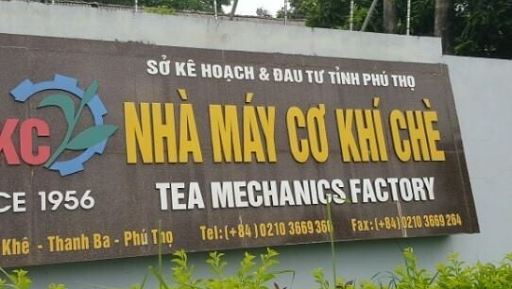 SỞ KẾ HOẠCH & ĐẦU TƯ TỈNH PHÚ THỌ
KC
NHÀ MÁY CƠ KHÍ CHÈ
CE 1956
TEA MECHANICS FACTORY
Khê - Thanh Ba - Phú Thọ Tel: (+84) 0210 3669 366 Fax: (+84) 0210 3669 264